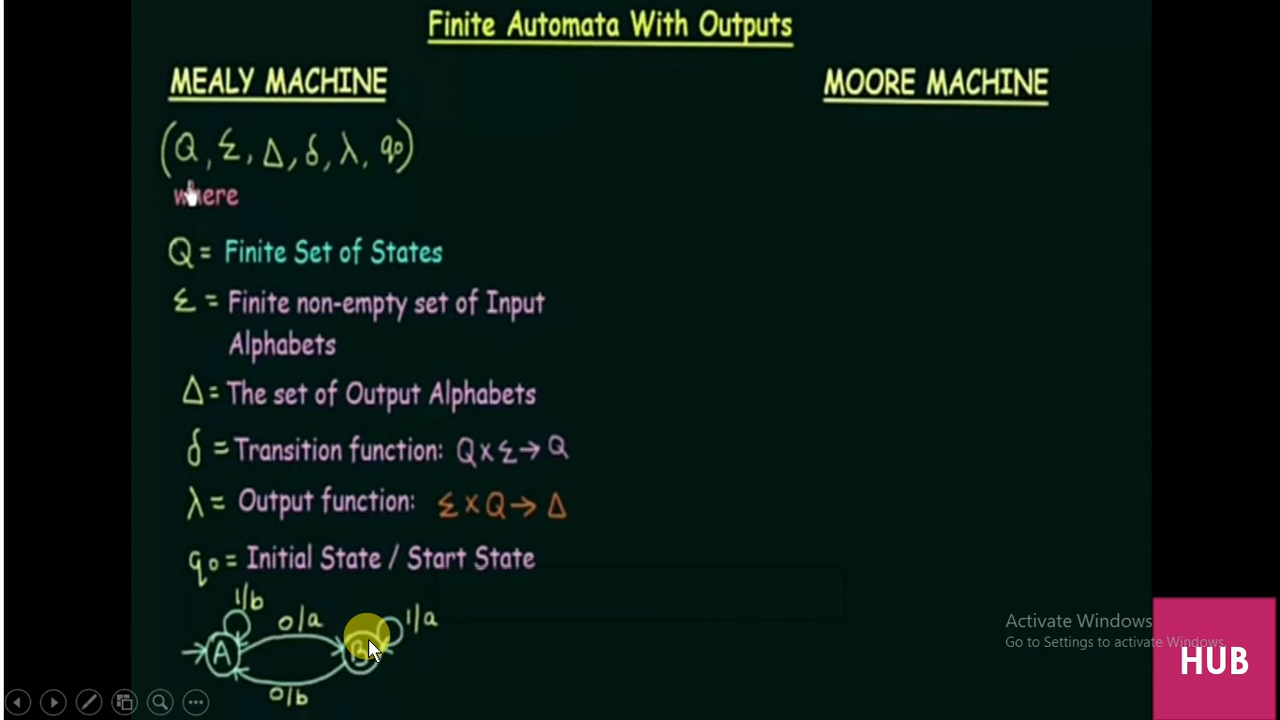 Finite Automata With Outputs
MEALY MACHINE
MOORE MACHINE
(Q, Σ, Δ, δ, λ, q0)
where
Q = Finite Set of States
Σ = Finite non-empty set of Input
Alphabets
Δ = The set of Output Alphabets
δ = Transition function: Q x Σ → Q
λ = Output function: Σ x Q → Δ
q0 = Initial State / Start State
1/b
0/a
1/a
A
B
0/b
Activate Windows
Go to Settings to activate Windows.
HUB